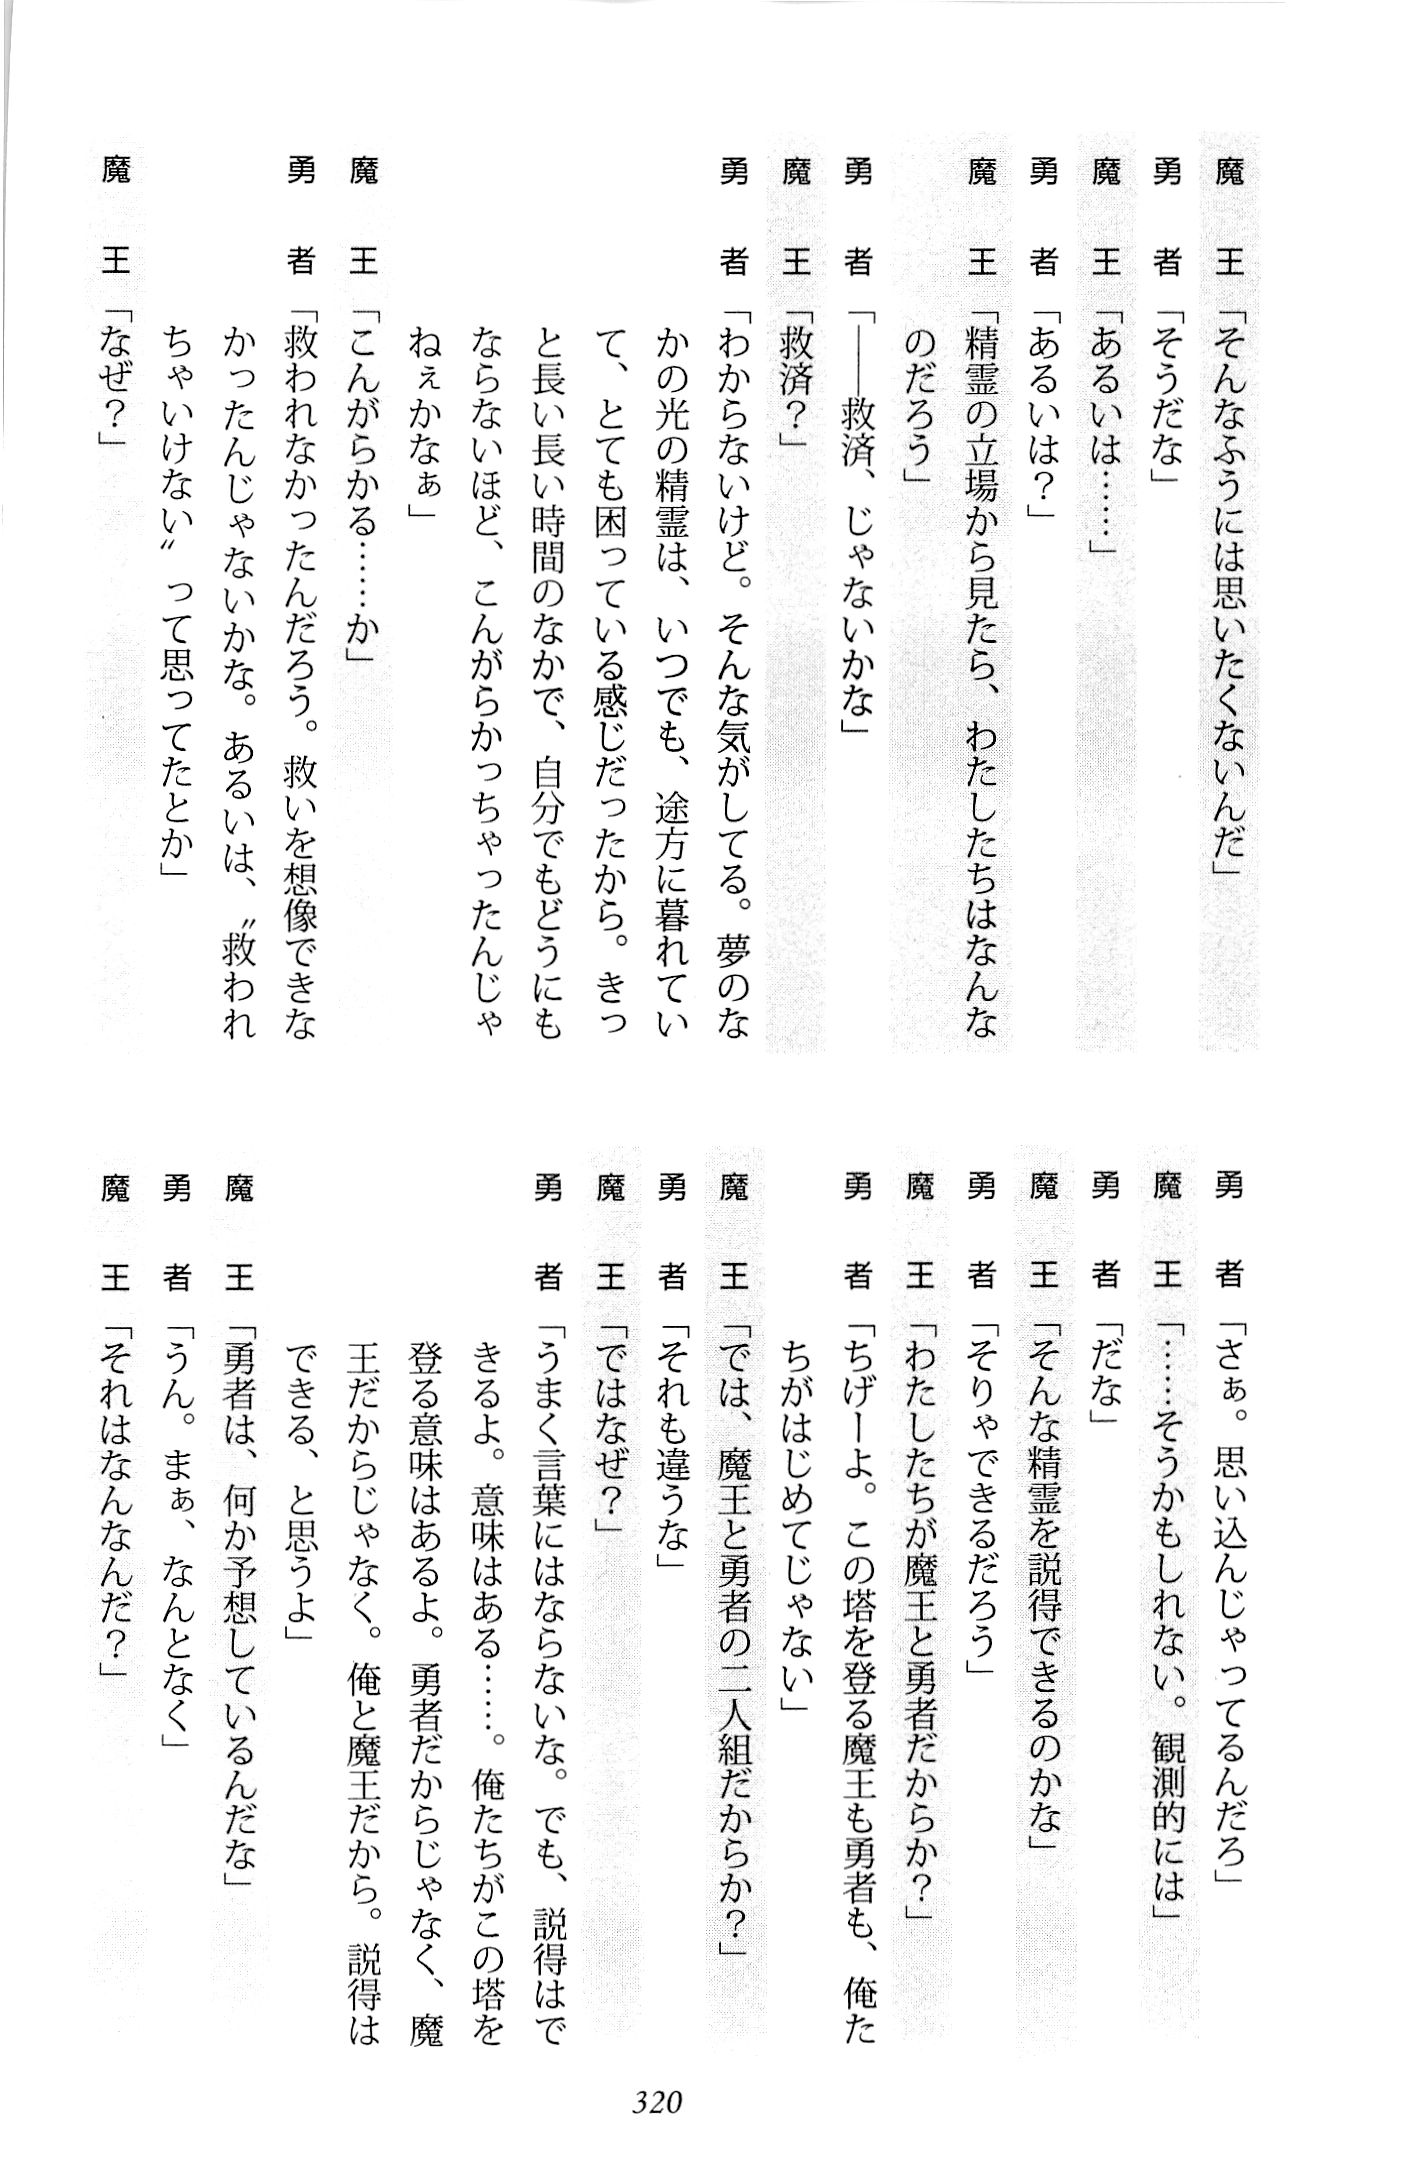 魔王「そんなふうには思いたくないんだ」
勇者「そうだな」
魔王「あるいは……」
勇者「あるいは？」
魔王「精霊の立場から見たら、わたしたちはなんな
のだろう」
勇者「――救済、じゃないかな」
魔王「救済？」
勇者「わからないけど。そんな気がしてる。夢のな
かの光の精霊は、いつでも、途方に暮れてい
て、とても困っている感じだったから。きっ
と長い長い時間のなかで、自分でもどうにも
ならないほど、こんがらかっちゃったんじゃ
ねぇかなぁ」
魔王「こんがらかる……か」
勇者「救われなかったんだろう。救いを想像できな
かったんじゃないかな。あるいは、〝救われ
ちゃいけない〟って思ってたとか」
魔王「なぜ？」
勇者「さぁ。思い込んじゃってるんだろ」
魔王「……そうかもしれない。観測的には」
勇者「だな」
魔王「そんな精霊を説得できるのかな」
勇者「そりゃできるだろう」
魔王「わたしたちが魔王と勇者だからか？」
勇者「ちげーよ。この塔を登る魔王も勇者も、俺た
ちがはじめてじゃない」
魔王「では、魔王と勇者の二人組だからか？」
勇者「それも違うな」
魔王「ではなぜ？」
勇者「うまく言葉にはならないな。でも、説得はで
きるよ。意味はある……。俺たちがこの塔を
登る意味はあるよ。勇者だからじゃなく、魔
王だからじゃなく。俺と魔王だから。説得は
できる、と思うよ」
魔王「勇者は、何か予想しているんだな」
勇者「うん。まぁ、なんとなく」
魔王「それはなんなんだ？」
320